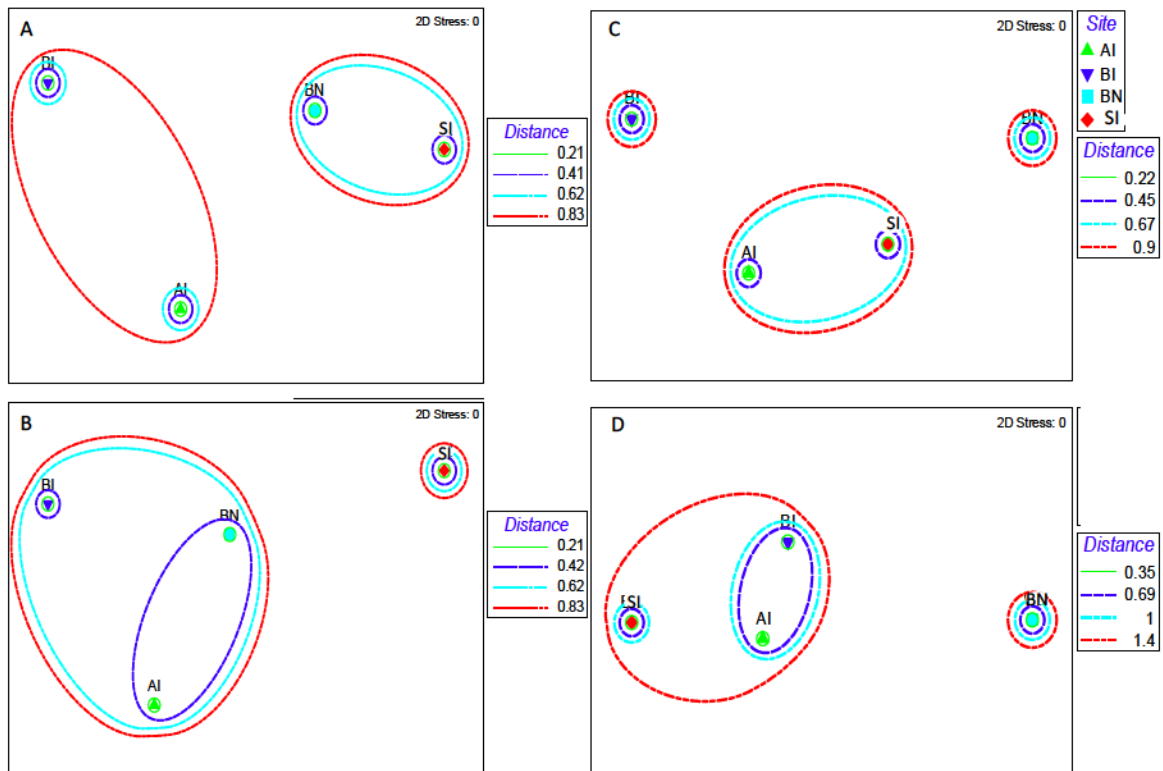 A
2D Stress: 0
BI
BN
SI
AI
Distance
0.21
0.41
0.62
0.83
C
2D Stress: 0
BI
BN
SI
AI
Site
AI
BI
BN
SI
Distance
0.22
0.45
0.67
0.9
B
2D Stress: 0
SI
BI
BN
AI
Distance
0.21
0.42
0.62
0.83
D
2D Stress: 0
BI
SI
BN
AI
Distance
0.35
0.69
1
1.4